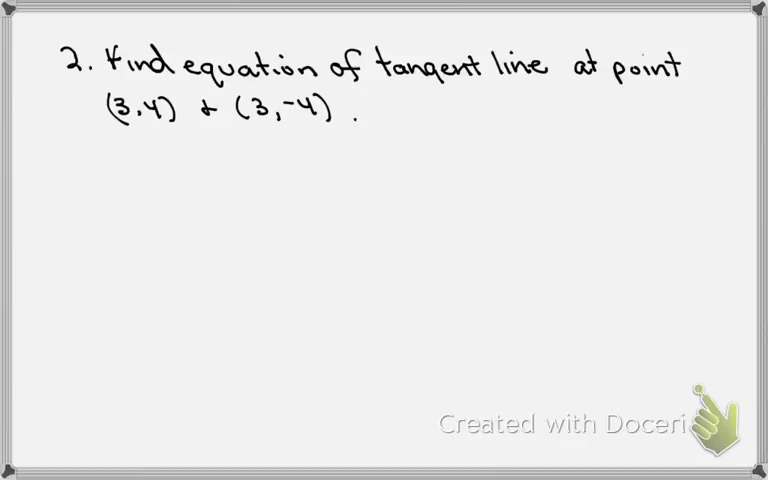 2. Find equation of tangent line at point
(3,4) & (3,-4).
Created with Doceri